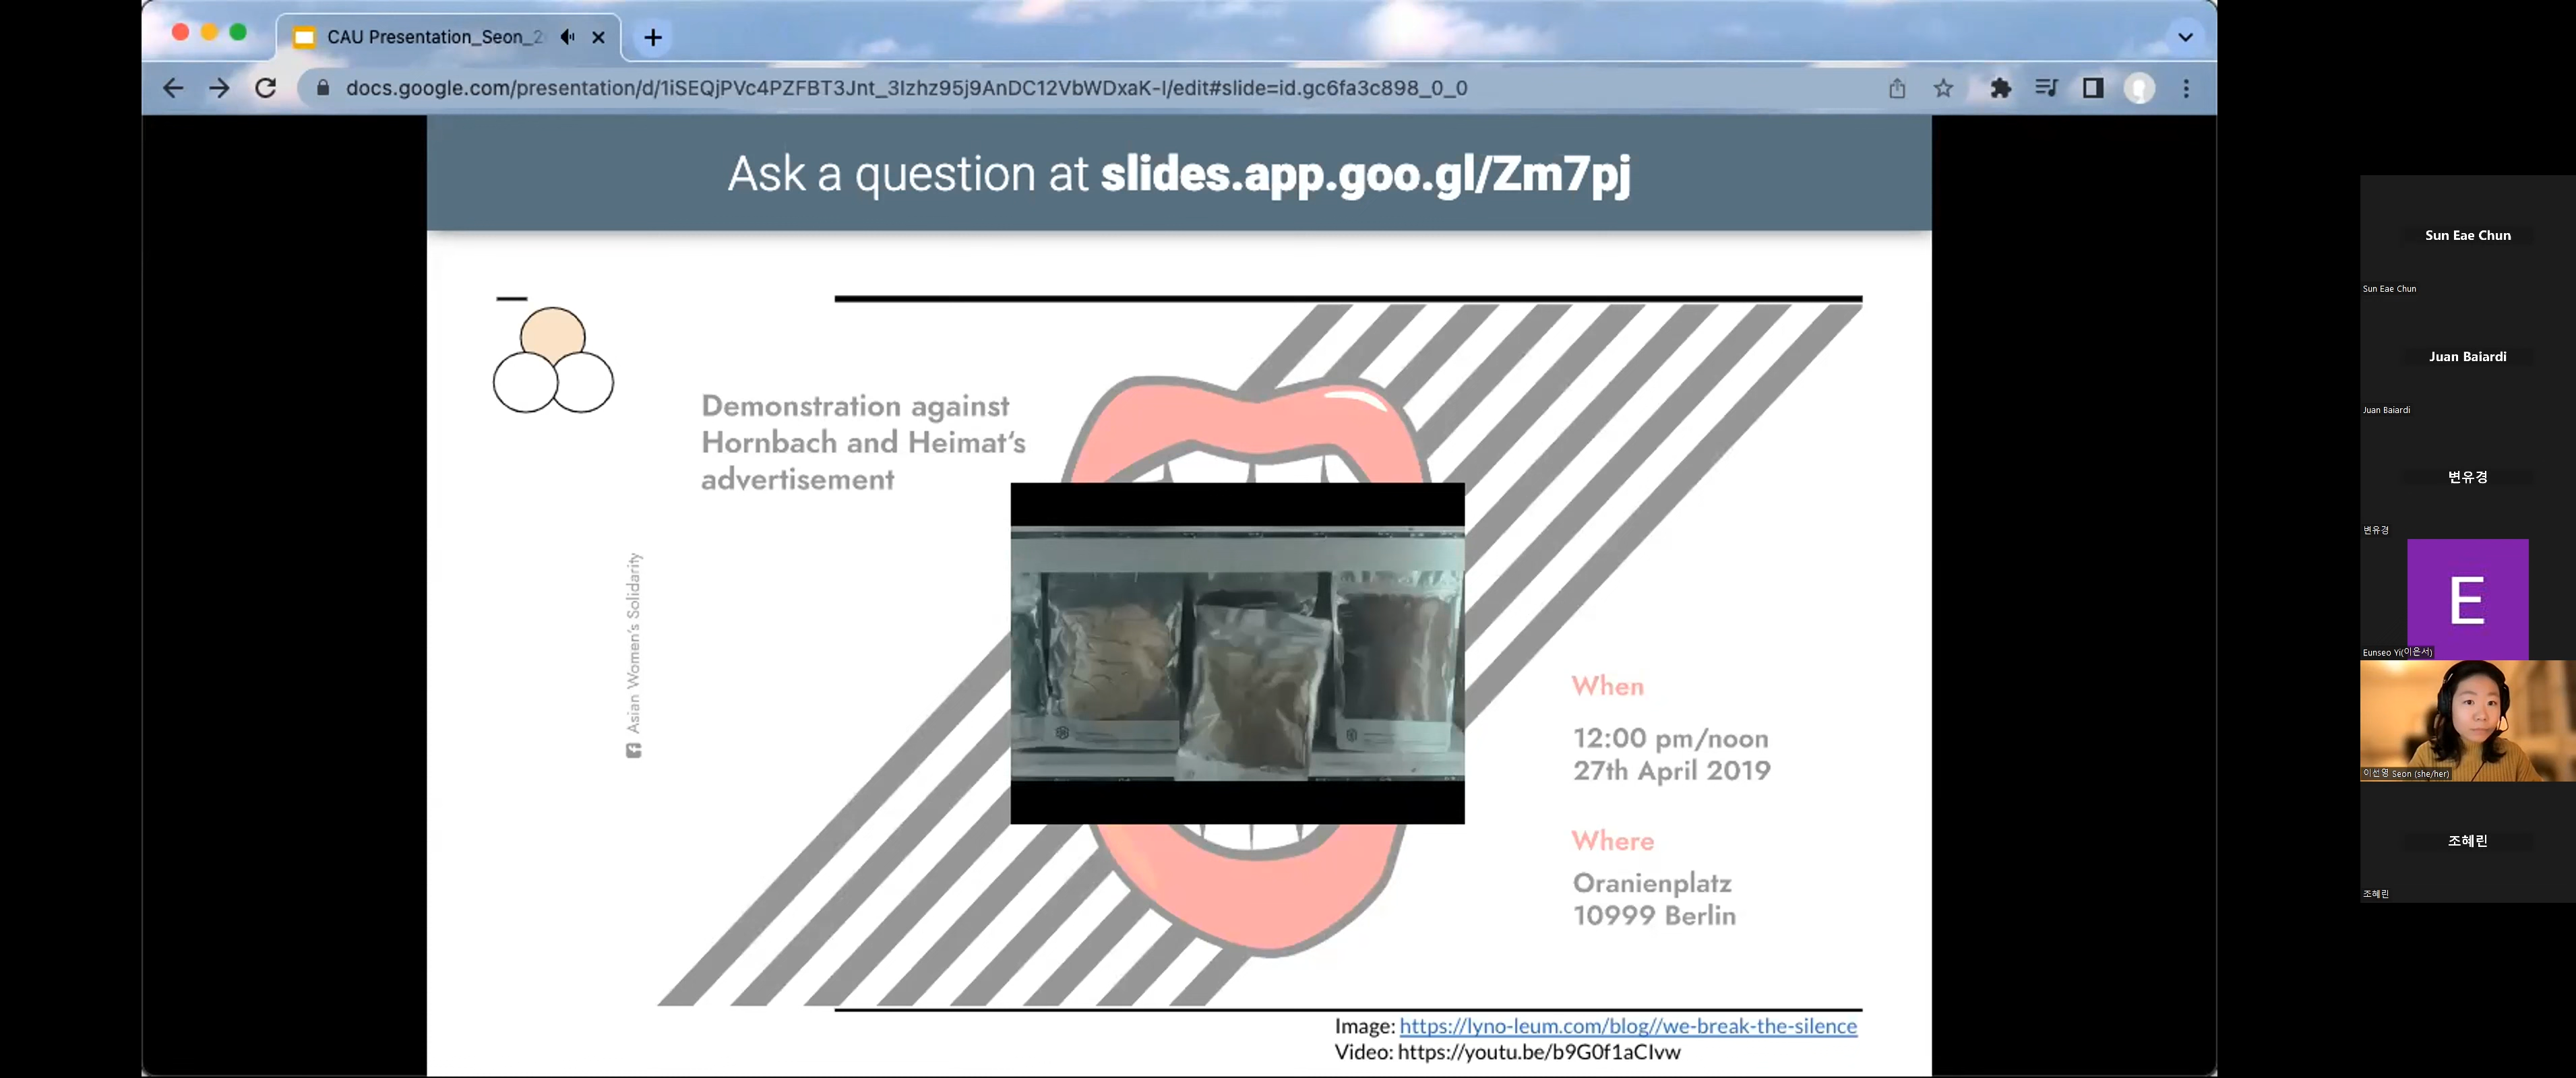 CAU Presentation_Seon_2
docs.google.com/presentation/d/1iSEQjPVc4PZFBT3Jnt_3Izhz95j9AnDC12VbWDxaK-I/edit#slide=id.gc6fa3c898_0_0
Ask a question at slides.app.goo.gl/Zm7pj
Demonstration against
Hornbach and Heimat's
advertisement
Asian Women's Solidarity
When
12:00 pm/noon
27th April 2019
Where
Oranienplatz
10999 Berlin
Image: https://lyno-leum.com/blog//we-break-the-silence
Video: https://youtu.be/b9G0f1aCIvw
Sun Eae Chun
Sun Eae Chun
Juan Baiardi
Juan Baiardi
변유경
변유경
E
Eunseo Yi(이은서)
이선영 Seon (she/her)
조혜린
조혜린